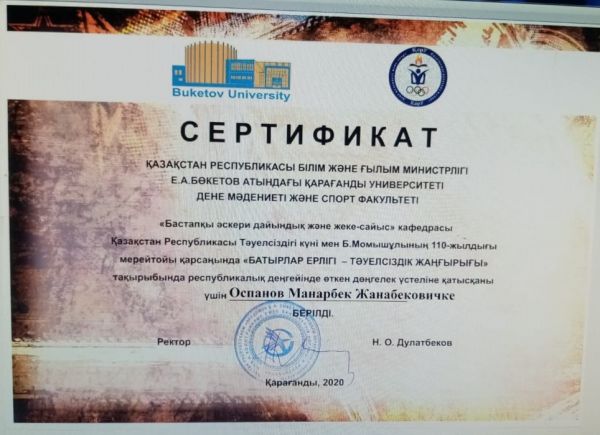 Buketov University
СЕРТИФИКАТ
ҚАЗАҚСТАН РЕСПУБЛИКАСЫ БІЛІМ ЖӘНЕ ҒЫЛЫМ МИНИСТРЛІГІ
Е.А.БӨКЕТОВ АТЫНДАҒЫ ҚАРАҒАНДЫ УНИВЕРСИТЕТІ
ДЕНЕ МӘДЕНИЕТІ ЖӘНЕ СПОРТ ФАКУЛЬТЕТІ
«Бастапқы әскери дайындық және жеке-сайыс» кафедрасы
Қазақстан Республикасы Тәуелсіздігі күні мен Б.Момышұлының 110-жылдығы
мерейтойы қарсаңында «БАТЫРЛАР ЕРЛІГІ – ТӘУЕЛСІЗДІК ЖАҢҒЫРЫҒЫ»
тақырыбында республикалық деңгейінде өткен дөңгелек үстеліне қатысқаны
үшін Оспанов Манарбек Жанабековичке
БЕРІЛДІ.
Ректор Н. О. Дулатбеков
Қарағанды, 2020